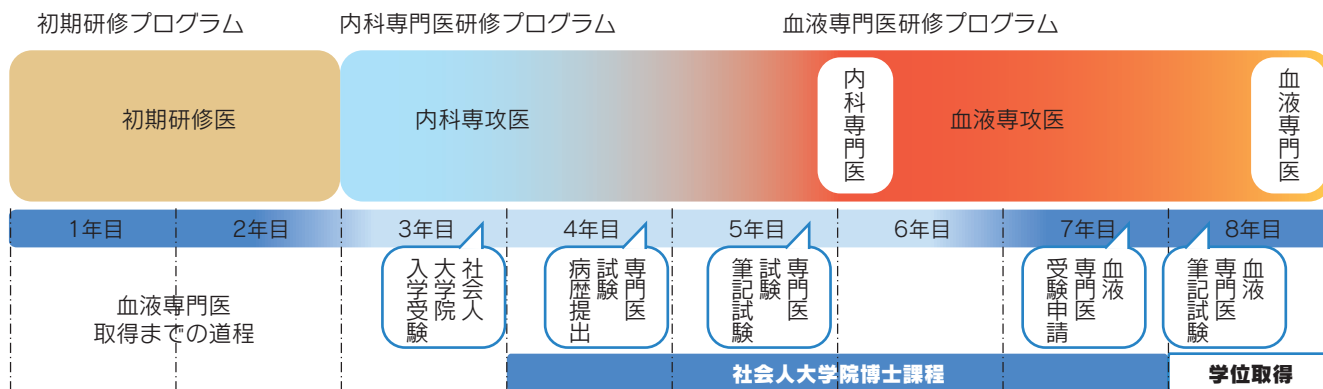 初期研修プログラム
内科専門医研修プログラム
血液専門医研修プログラム
初期研修医
内科専攻医
内科専門医
血液専攻医
血液専門医
1年目
2年目
3年目
4年目
5年目
6年目
7年目
8年目
血液専門医
取得までの道程
社会人
大学院
入学受験
専門医
試験
病歴提出
専門医
試験
筆記試験
血液
専門医
受験申請
血液
専門医
筆記試験
社会人大学院博士課程
学位取得